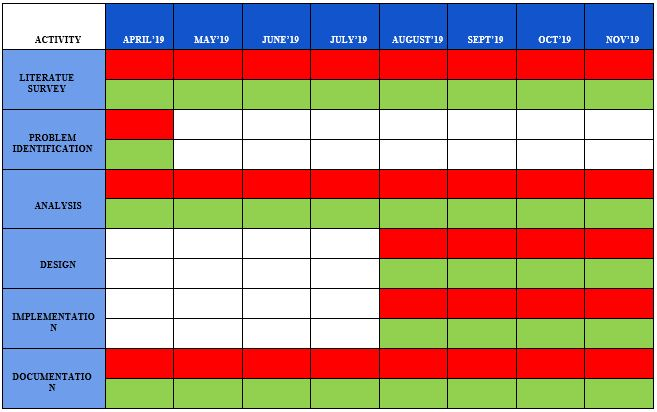 ACTIVITY APRIL'19 MAY'19 JUNE'19 JULY'19 AUGUST'19 SEPT'19 OCT'19 NOV'19
LITERATUE
SURVEY
PROBLEM
IDENTIFICATION
ANALYSIS
DESIGN
IMPLEMENTATIO
N
DOCUMENTATIO
N